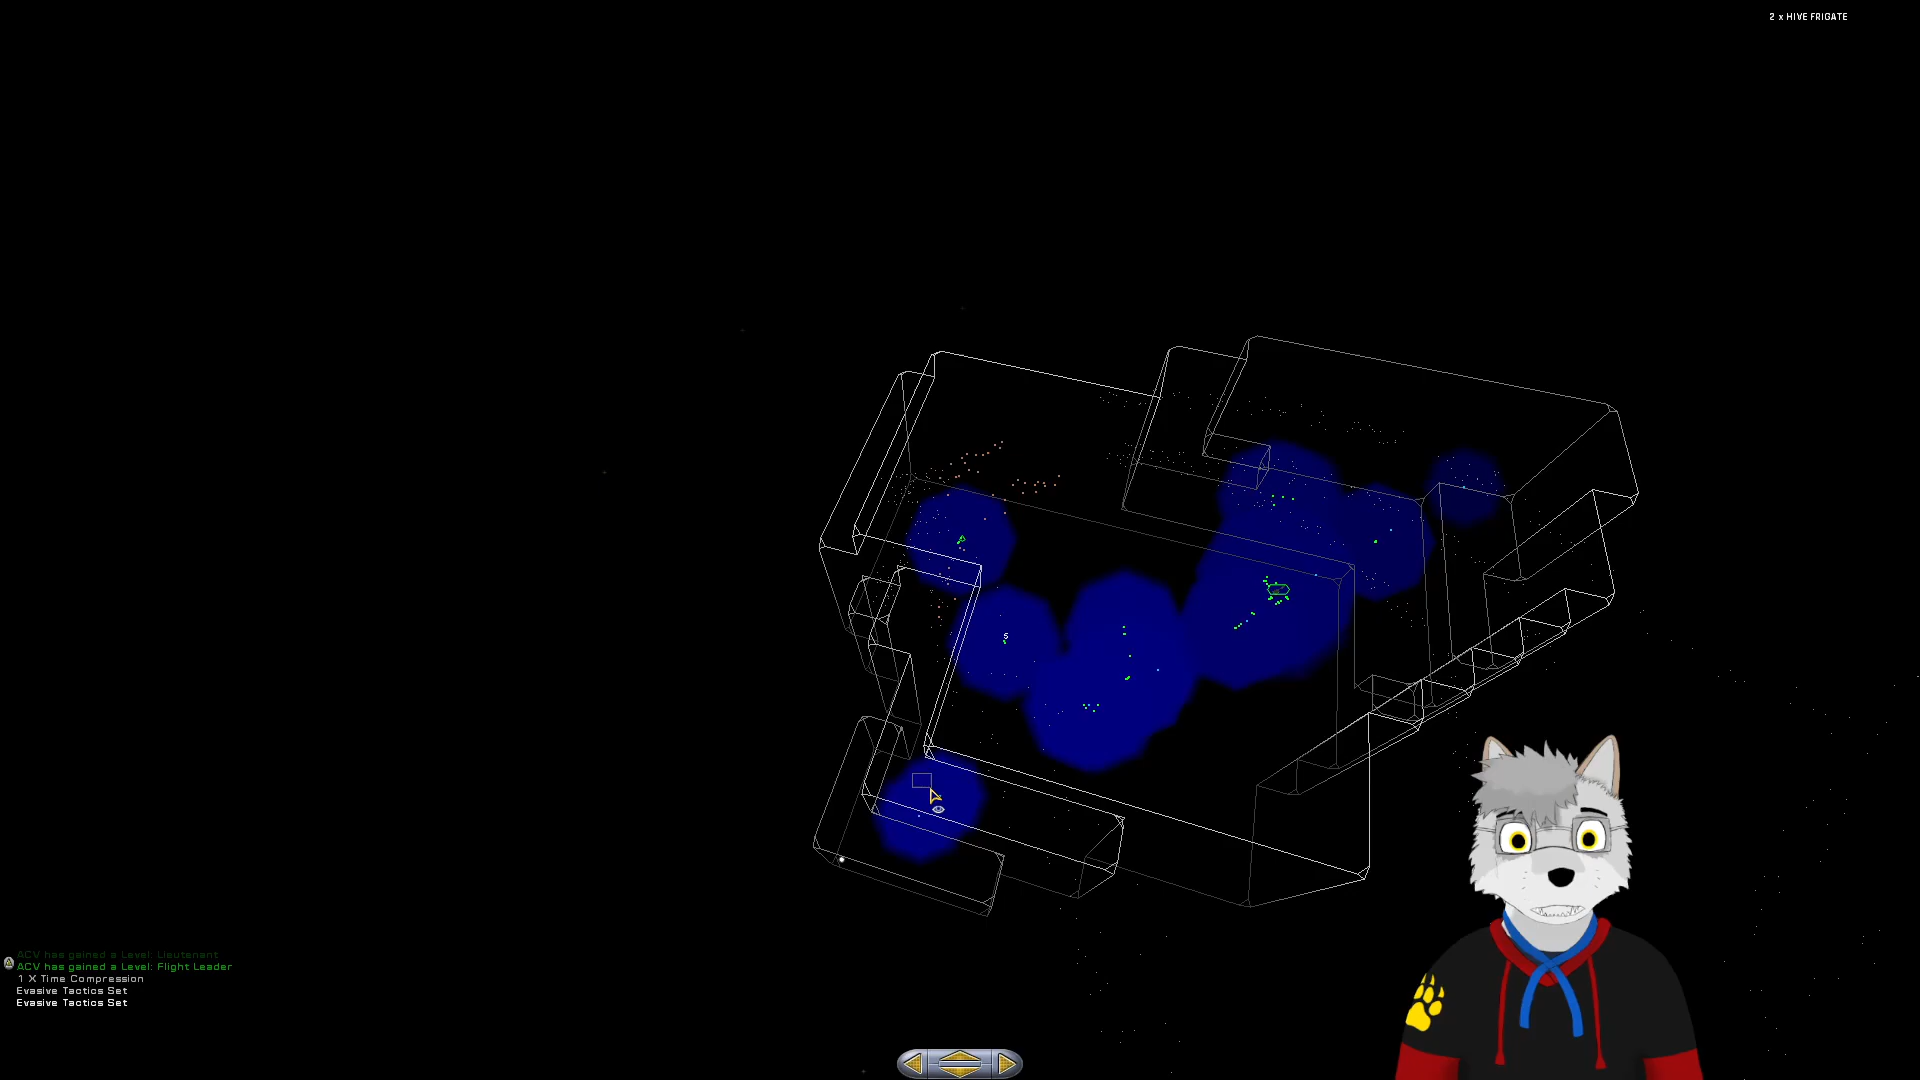 2 x HIVE FRIGATE
5
ACV has gained a Level: Lieutenant
ACV has gained a Level: Flight Leader
1 X Time Compression
Evasive Tactics Set
Evasive Tactics Set